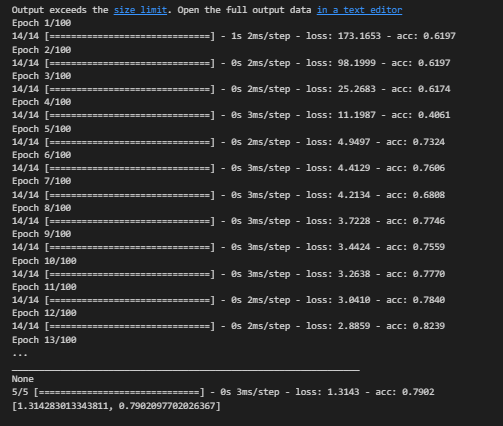 Output exceeds the size limit. Open the full output data in a text editor
Epoch 1/100
14/14 [==============================] - 1s 2ms/step - loss: 173.1653 - acc: 0.6197
Epoch 2/100
14/14 [==============================] - 0s 2ms/step - loss: 98.1999 - acc: 0.6197
Epoch 3/100
14/14 [==============================] - 0s 2ms/step - loss: 25.2683 - acc: 0.6174
Epoch 4/100
14/14 [==============================] - 0s 3ms/step - loss: 11.1987 - acc: 0.4061
Epoch 5/100
14/14 [==============================] - 0s 2ms/step - loss: 4.9497 - acc: 0.7324
Epoch 6/100
14/14 [==============================] - 0s 3ms/step - loss: 4.4129 - acc: 0.7606
Epoch 7/100
14/14 [==============================] - 0s 3ms/step - loss: 4.2134 - acc: 0.6808
Epoch 8/100
14/14 [==============================] - 0s 3ms/step - loss: 3.7228 - acc: 0.7746
Epoch 9/100
14/14 [==============================] - 0s 3ms/step - loss: 3.4424 - acc: 0.7559
Epoch 10/100
14/14 [==============================] - 0s 3ms/step - loss: 3.2638 - acc: 0.7770
Epoch 11/100
14/14 [==============================] - 0s 2ms/step - loss: 3.0410 - acc: 0.7840
Epoch 12/100
14/14 [==============================] - 0s 2ms/step - loss: 2.8859 - acc: 0.8239
Epoch 13/100
...
_________________________________________________________________
None
5/5 [==============================] - 0s 3ms/step - loss: 1.3143 - acc: 0.7902
[1.314283013343811, 0.7902097702026367]